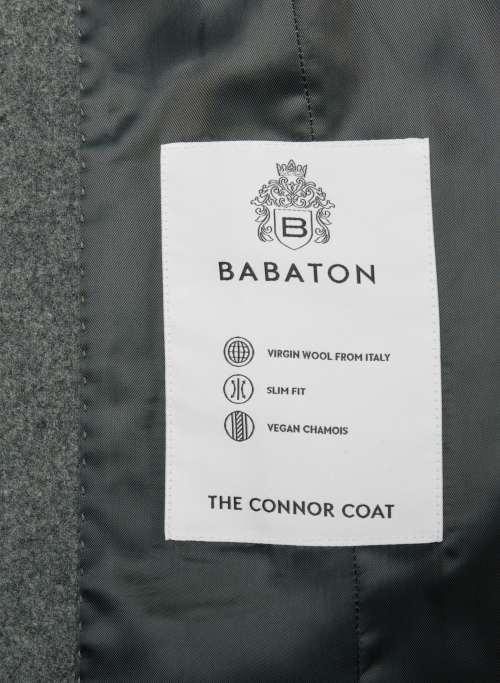 B
BABATON
VIRGIN WOOL FROM ITALY
SLIM FIT
VEGAN CHAMOIS
THE CONNOR COAT